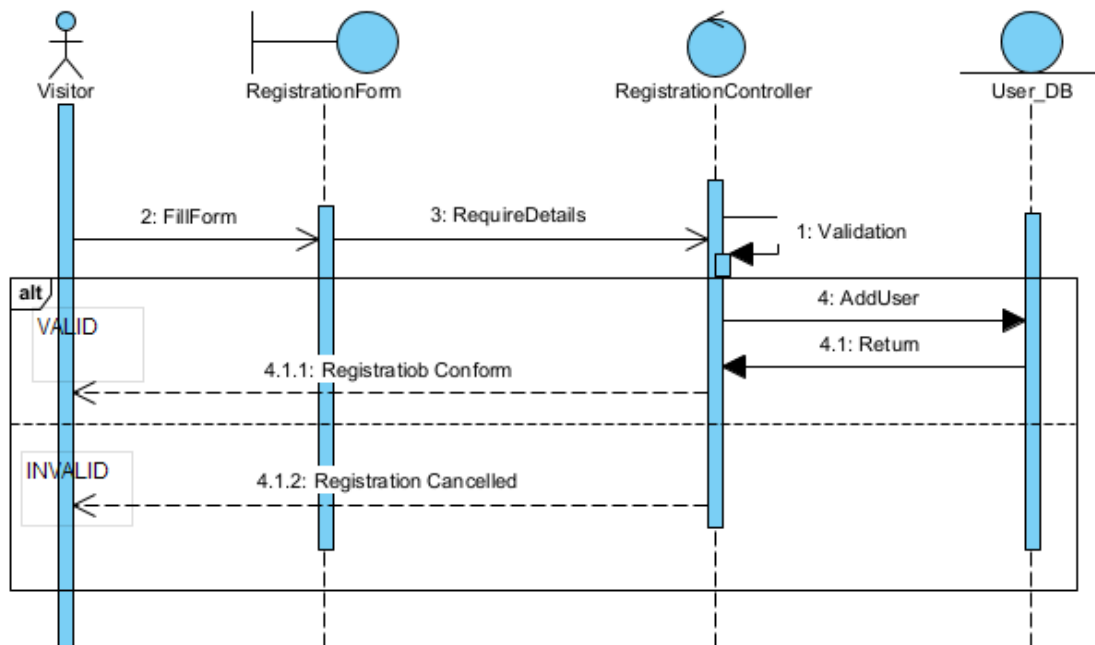 Visitor
RegistrationForm
RegistrationController
User_DB
2: FillForm
3: RequireDetails
1: Validation
alt
VALID
4: AddUser
4.1: Return
4.1.1: Registratiob Conform
INVALID
4.1.2: Registration Cancelled